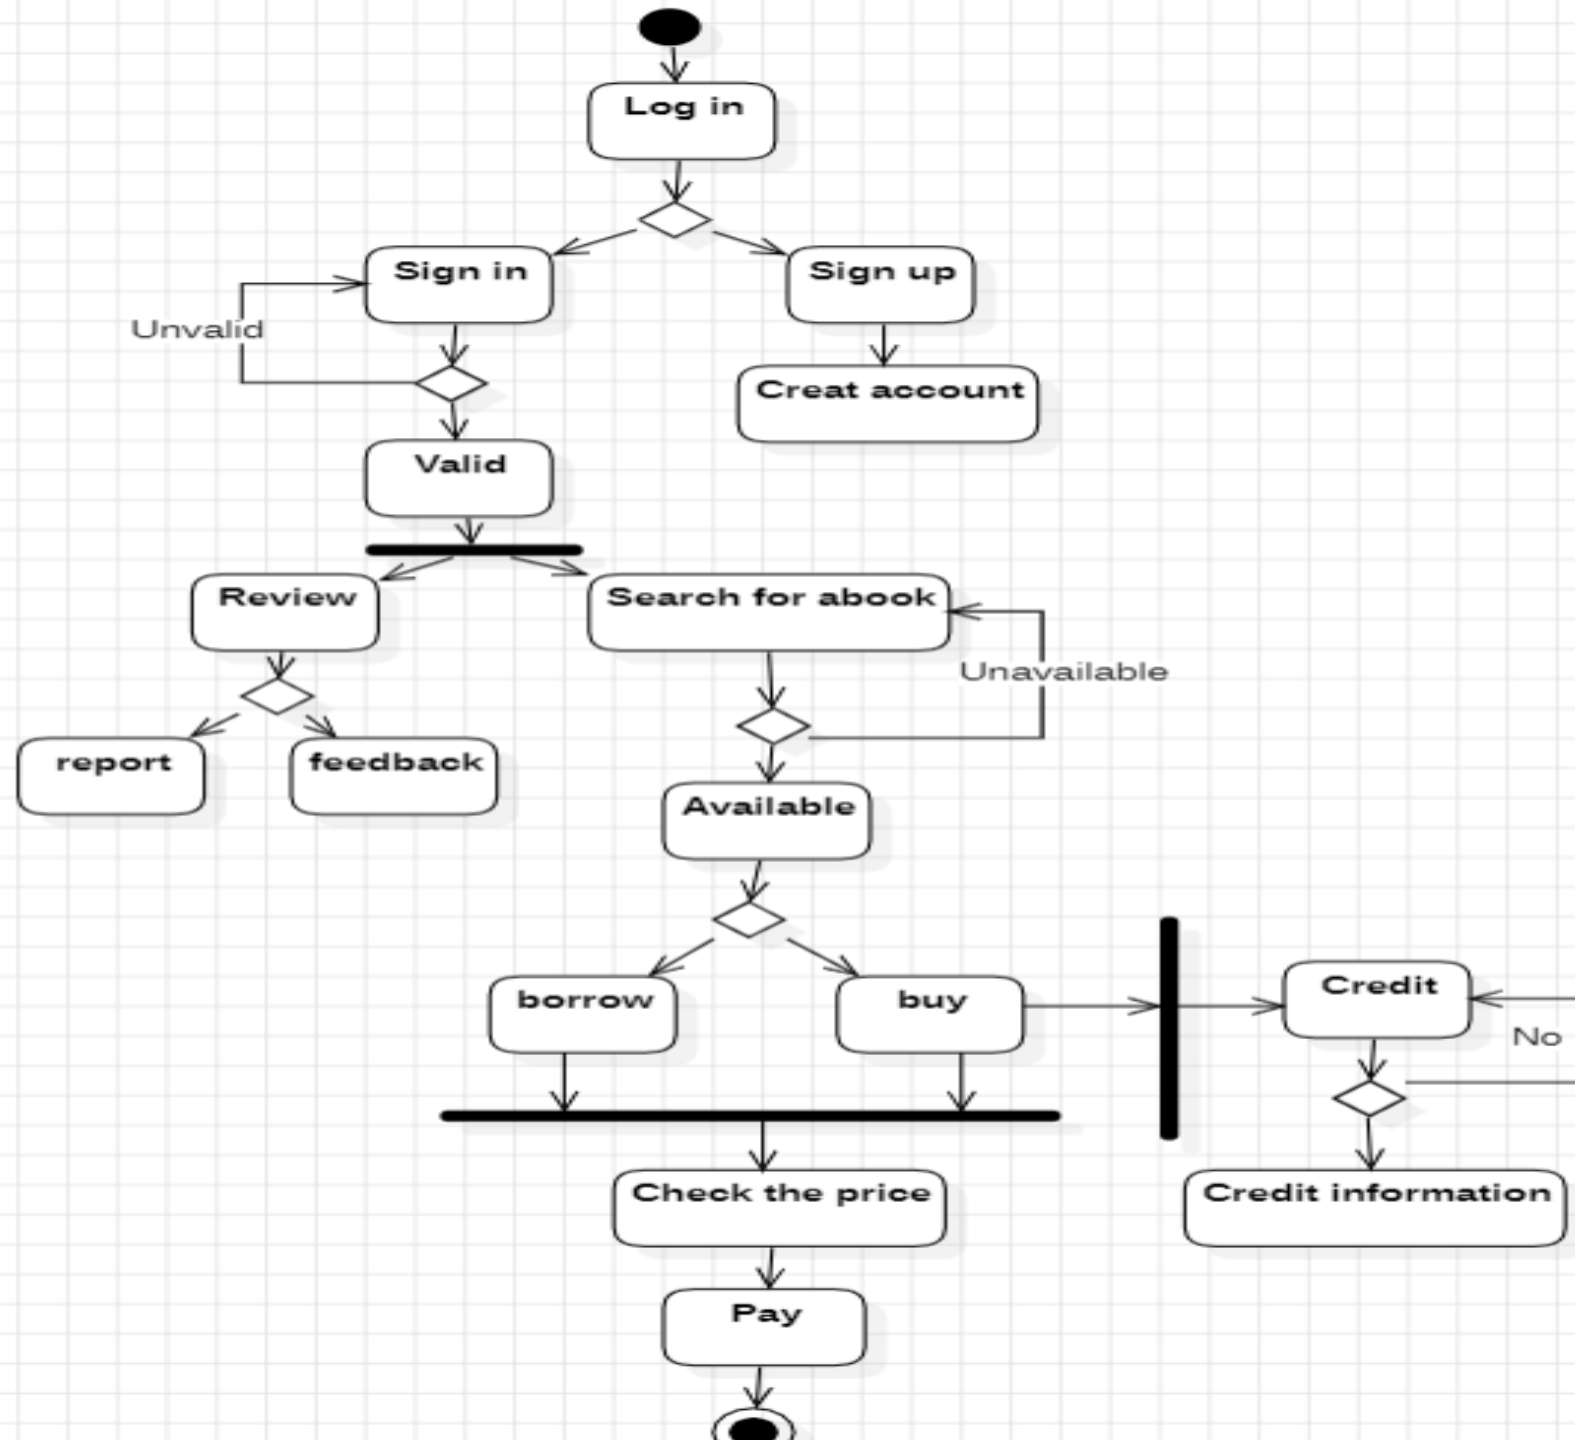 Log in
Sign in
Sign up
Unvalid
Creat account
Valid
Review
Search for abook
Unavailable
report
feedback
Available
borrow
buy
Credit
No
Check the price
Credit information
Pay